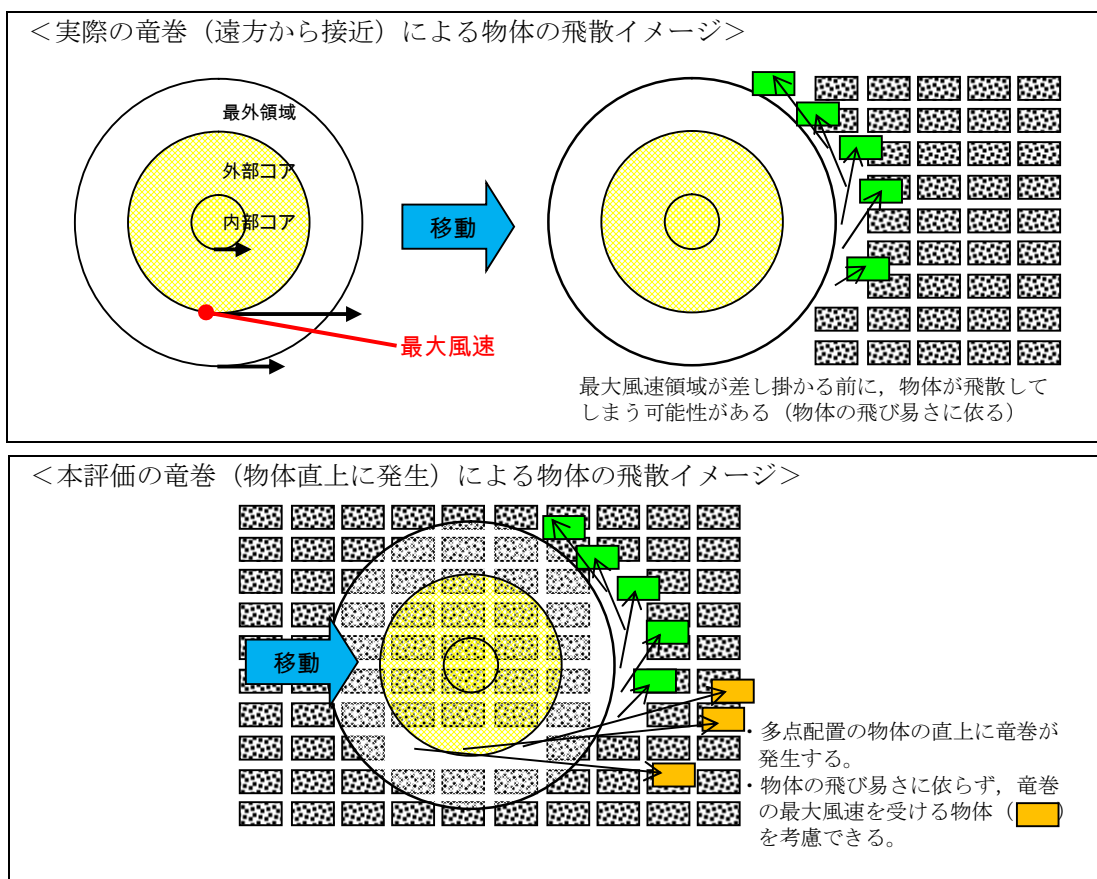 ＜実際の竜巻（遠方から接近）による物体の飛散イメージ＞
最外領域
外部コア
内部コア
移動
最大風速
最大風速領域が差し掛かる前に，物体が飛散して
しまう可能性がある（物体の飛び易さに依る）
＜本評価の竜巻（物体直上に発生）による物体の飛散イメージ＞
移動
・多点配置の物体の直上に竜巻が
発生する。
・物体の飛び易さに依らず，竜巻
の最大風速を受ける物体（　）
を考慮できる。